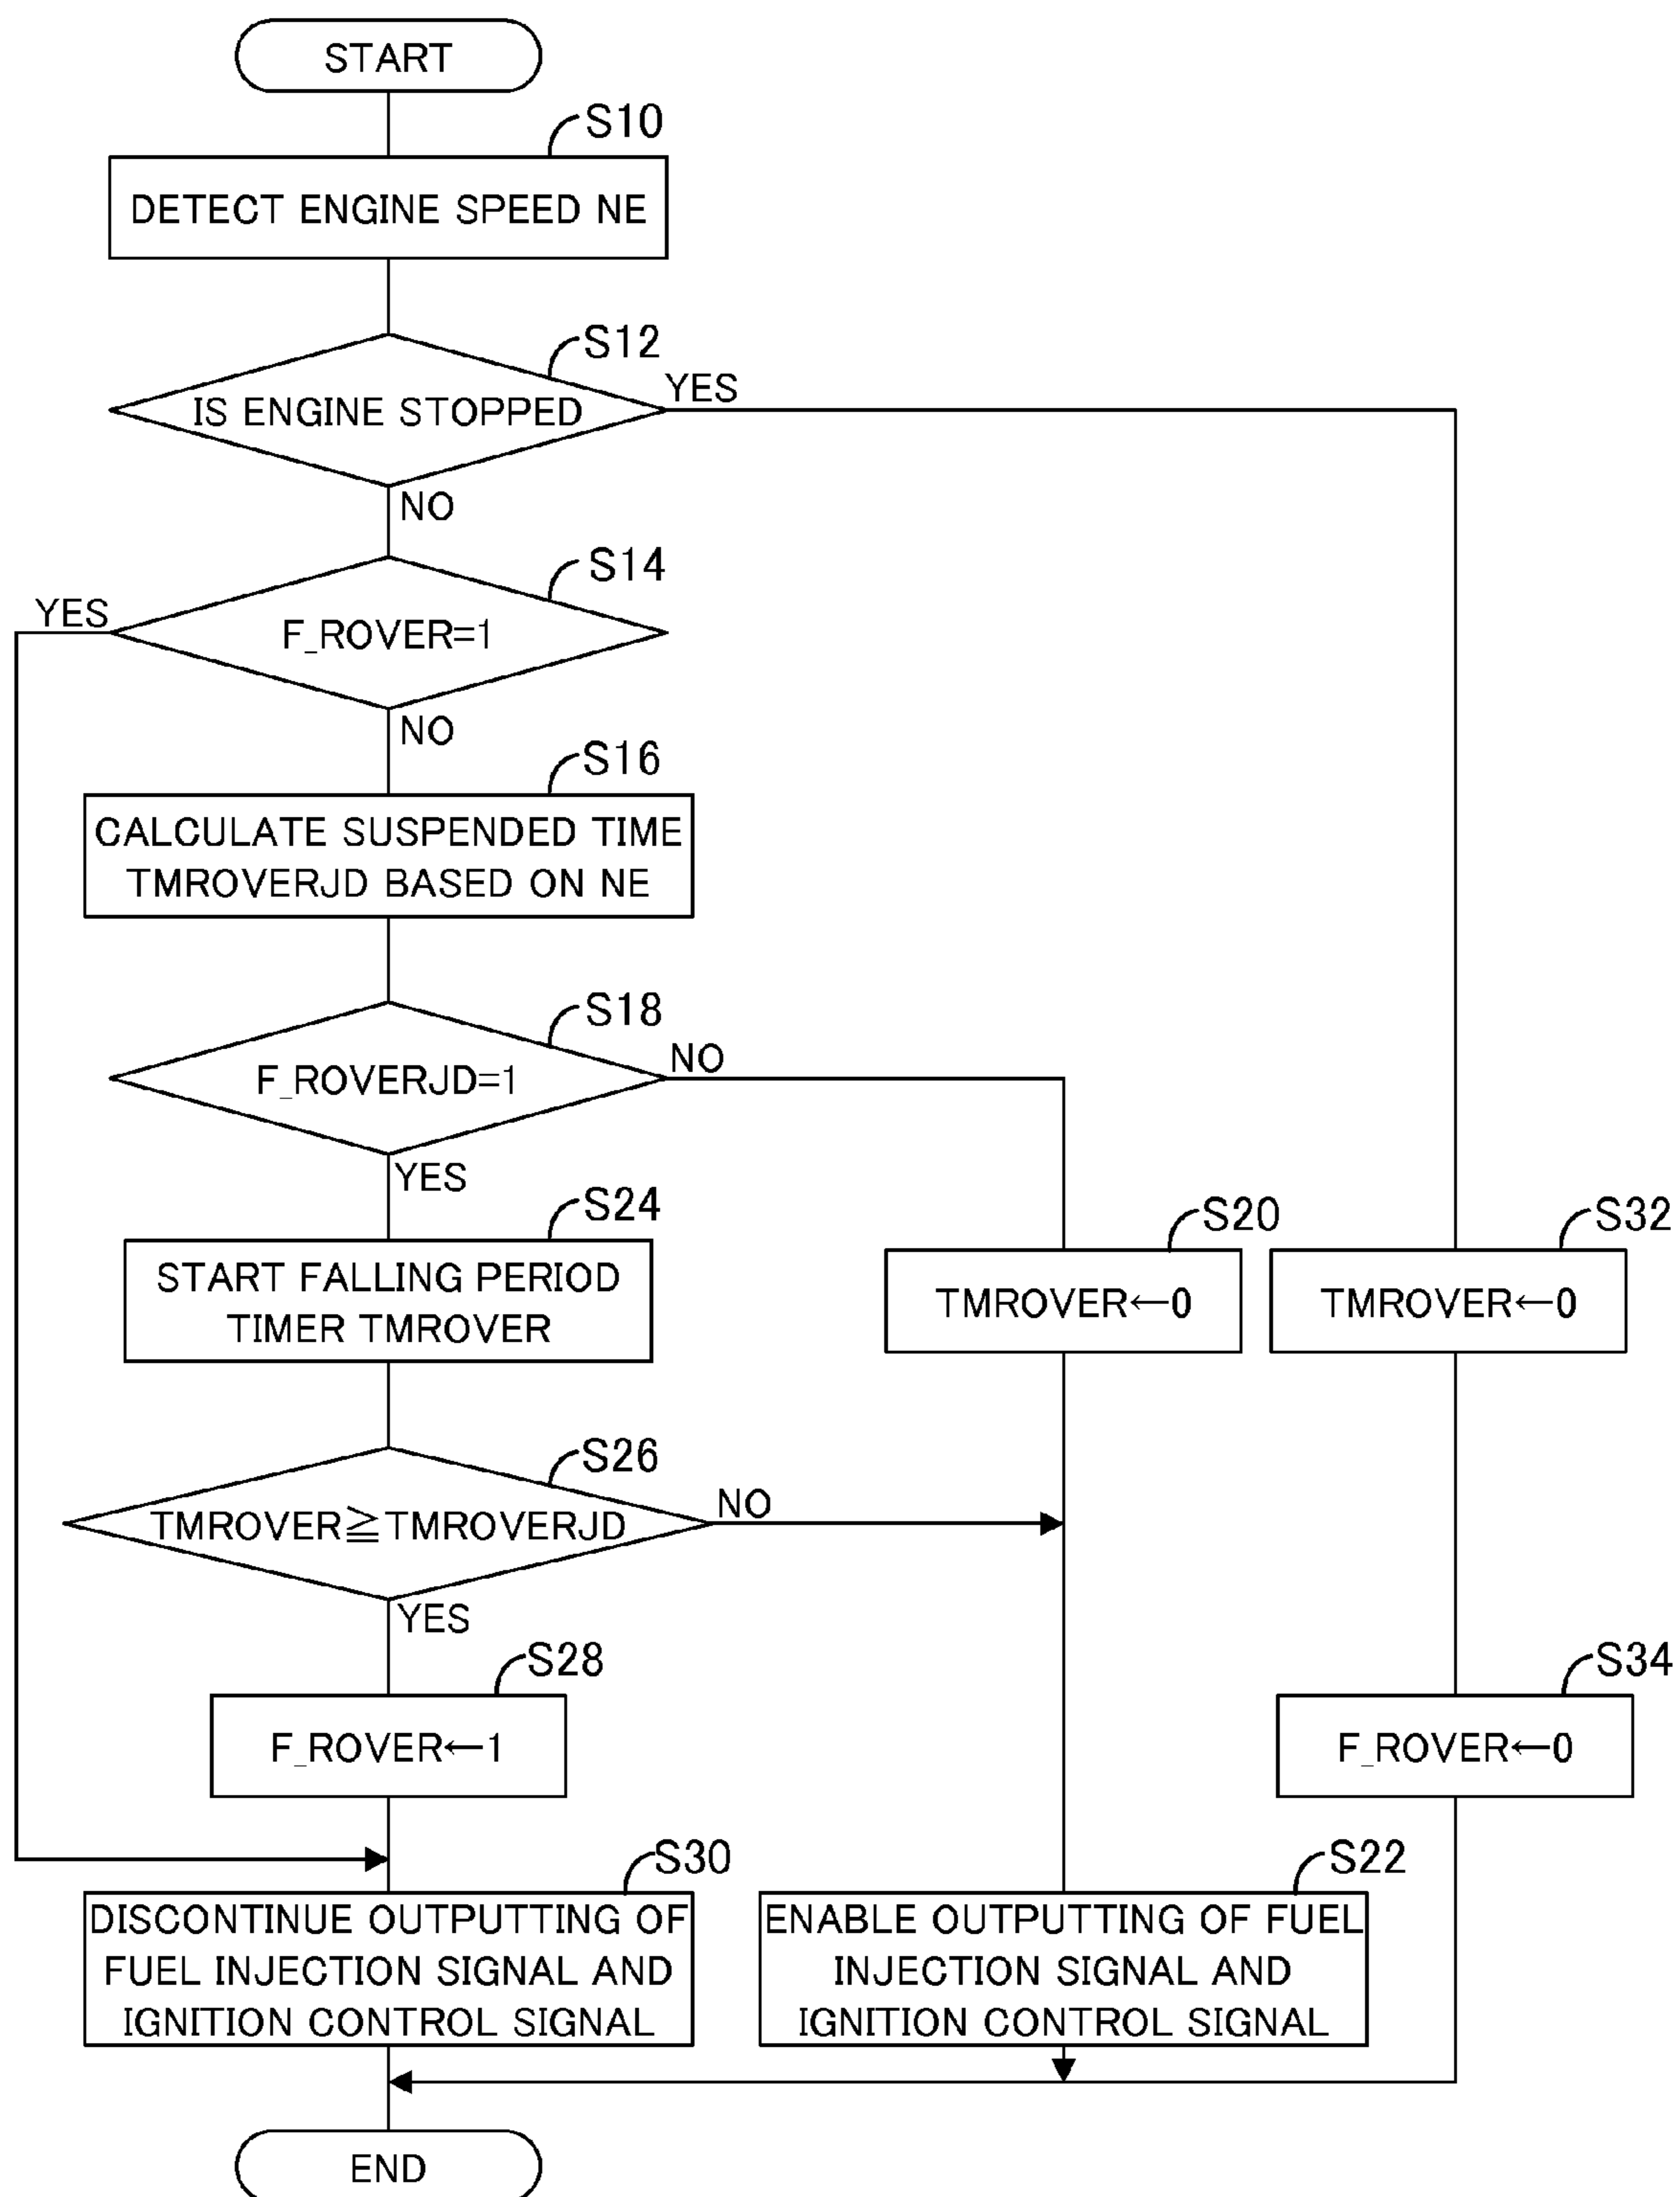 START
S10
DETECT ENGINE SPEED NE
S12
IS ENGINE STOPPED
YES
NO
S14
YES
F_ROVER=1
NO
S16
CALCULATE SUSPENDED TIME
TMROVERJD BASED ON NE
S18
F_ROVERJD=1
NO
YES
S24
START FALLING PERIOD
TIMER TMROVER
S20
TMROVER←0
S32
TMROVER←0
S26
TMROVER≧TMROVERJD
NO
YES
S28
F_ROVER←1
S34
F_ROVER←0
S30
DISCONTINUE OUTPUTTING OF
FUEL INJECTION SIGNAL AND
IGNITION CONTROL SIGNAL
S22
ENABLE OUTPUTTING OF FUEL
INJECTION SIGNAL AND
IGNITION CONTROL SIGNAL
END